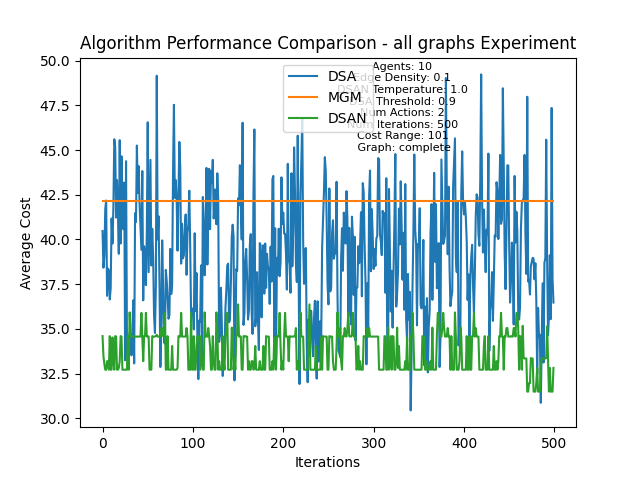 Algorithm Performance Comparison - all graphs Experiment
Average Cost
50.0
47.5
45.0
42.5
40.0
37.5
35.0
32.5
30.0
DSA
MGM
DSAN
Agents: 10
Edge Density: 0.1
DSAN Temperature: 1.0
DSA Threshold: 0.9
Num Actions: 2
Num Iterations: 500
Cost Range: 101
Graph: complete
0
100
200
300
400
500
Iterations